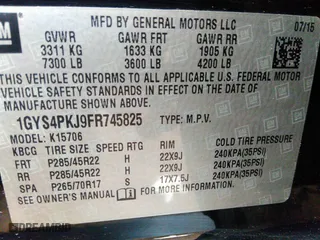 GM
MFD BY GENERAL MOTORS LLC 07/15
GVWR GAWR FRT GAWR RR
3311 KG 1633 KG 1905 KG
7300 LB 3600 LB 4200 LB
THIS VEHICLE CONFORMS TO ALL APPLICABLE U.S. FEDERAL MOTOR
VEHICLE SAFETY STANDARDS IN EFFECT ON THE DATE OF
MANUFACTURE SHOWN ABOVE.
1GYS4PKJ9FR745825 TYPE: M.P.V.
MODEL: K15706
KBCG TIRE SIZE SPEED RTG RIM COLD TIRE PRESSURE
FRT P285/45R22 H 22X9J 240KPA(35PSI)
RR P285/45R22 H 22X9J 240KPA(35PSI)
SPA P265/70R17 S 17X7.5J 240KPA(35PSI)
SEE OWNER'S MANUAL FOR MORE INFORMATION.